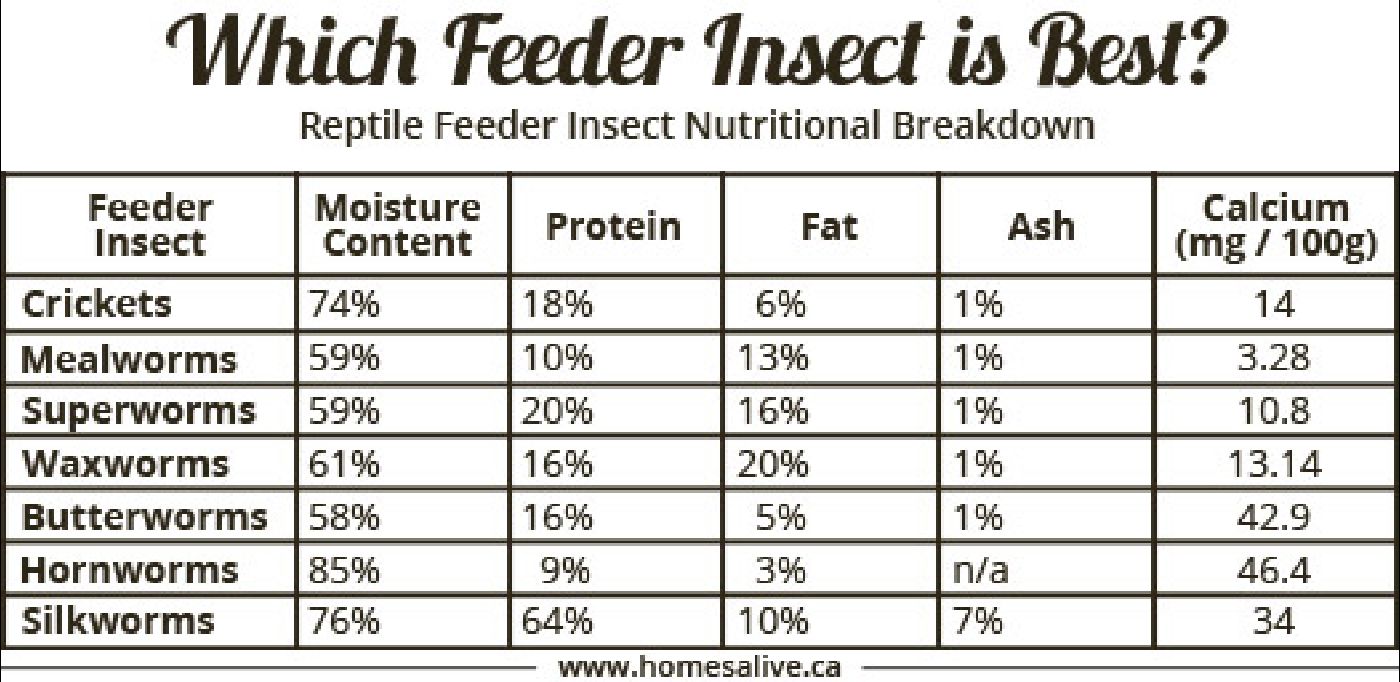 Which Feeder Insect is Best?
Reptile Feeder Insect Nutritional Breakdown
Feeder Insect Moisture Content Protein Fat Ash Calcium (mg / 100g)
Crickets 74% 18% 6% 1% 14
Mealworms 59% 10% 13% 1% 3.28
Superworms 59% 20% 16% 1% 10.8
Waxworms 61% 16% 20% 1% 13.14
Butterworms 58% 16% 5% 1% 42.9
Hornworms 85% 9% 3% n/a 46.4
Silkworms 76% 64% 10% 7% 34
www.homesalive.ca